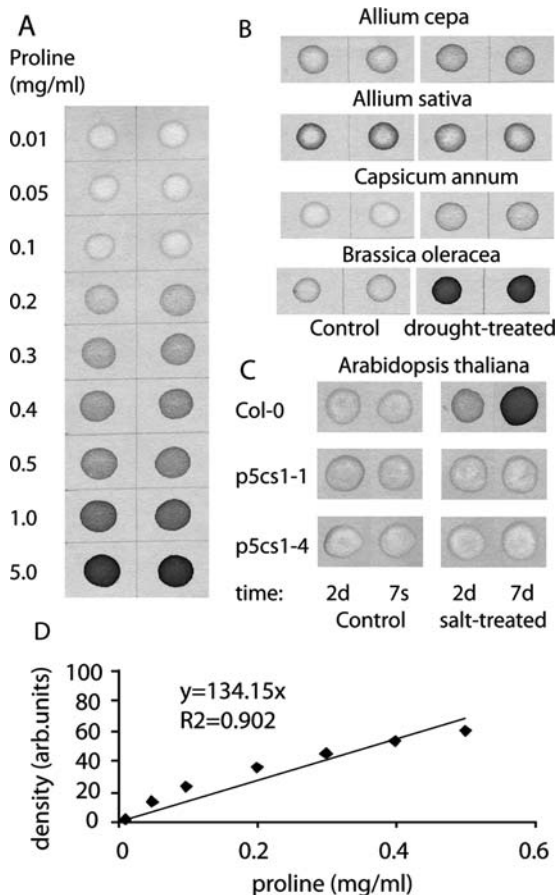 A
Proline
(mg/ml)
0.01
0.05
0.1
0.2
0.3
0.4
0.5
1.0
5.0
B
Allium cepa
Allium sativa
Capsicum annum
Brassica oleracea
Control drought-treated
C
Arabidopsis thaliana
Col-0
p5cs1-1
p5cs1-4
time: 2d 7s 2d 7d
Control salt-treated
D
density (arb.units)
100
80
60
40
20
0
y=134.15x
R2=0.902
0 0.2 0.4 0.6
proline (mg/ml)